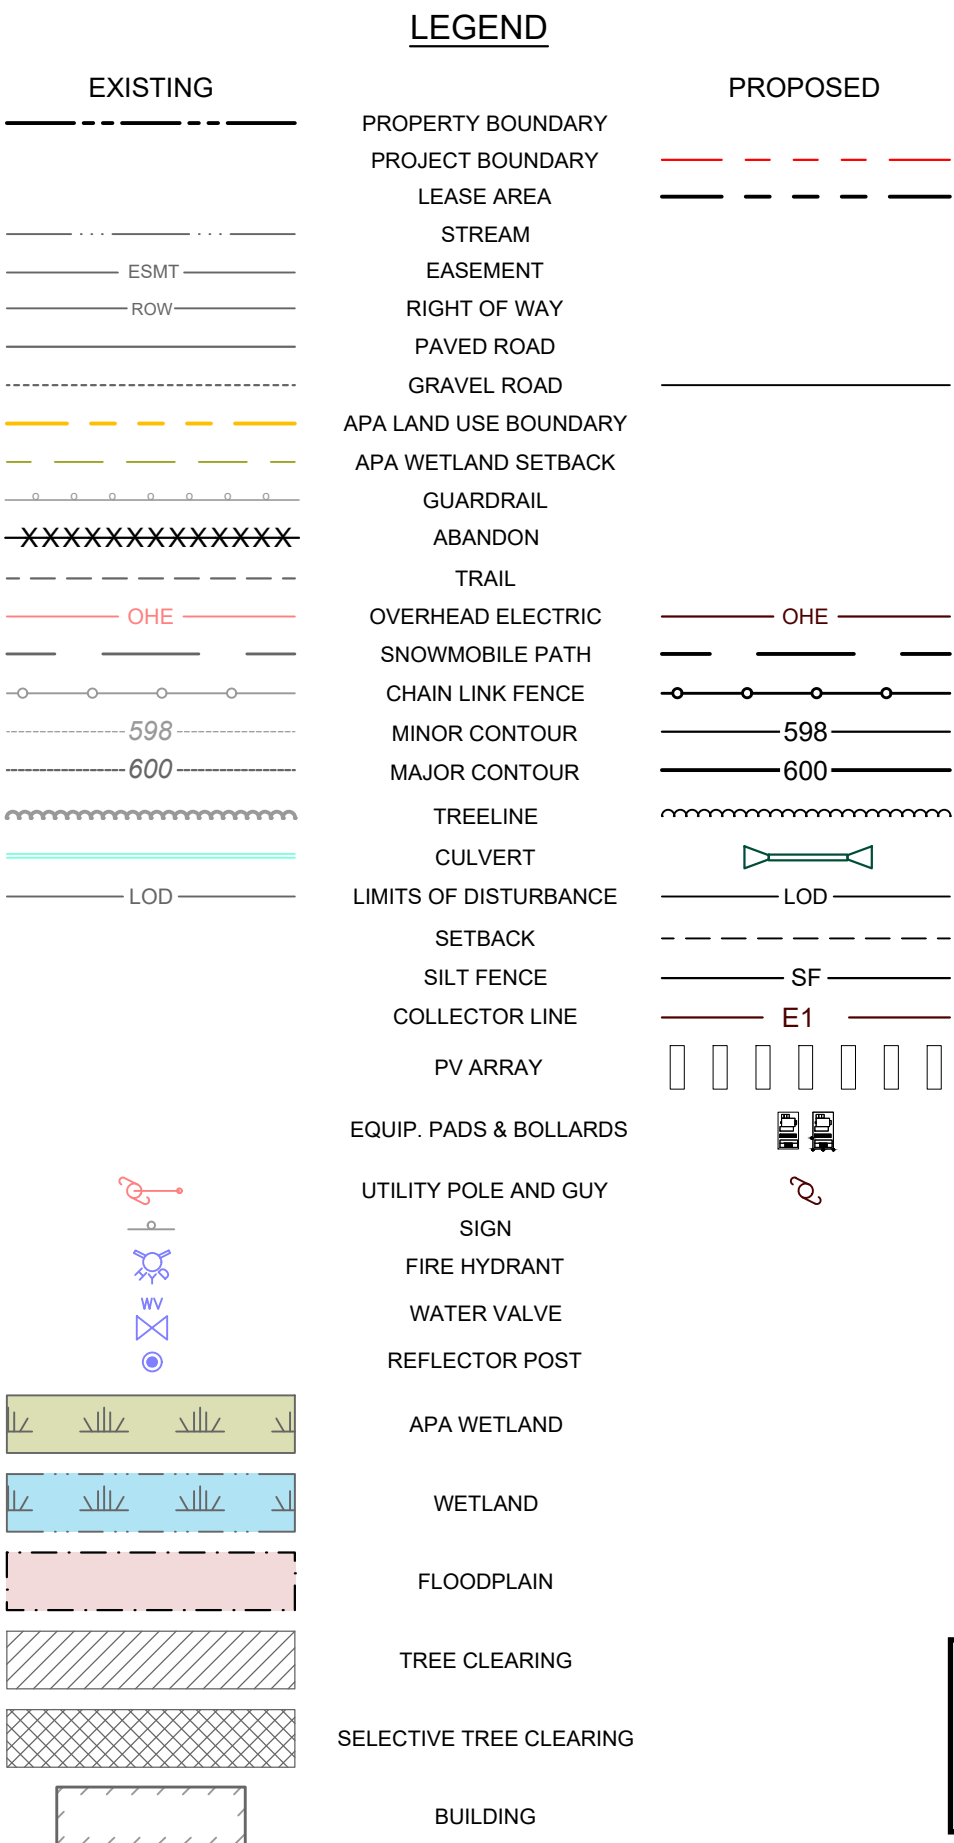 LEGEND
EXISTING PROPOSED
PROPERTY BOUNDARY
PROJECT BOUNDARY
LEASE AREA
STREAM
ESMT EASEMENT
ROW RIGHT OF WAY
PAVED ROAD
GRAVEL ROAD
APA LAND USE BOUNDARY
APA WETLAND SETBACK
GUARDRAIL
XXXXXXXXXXXXX ABANDON
TRAIL
OHE OVERHEAD ELECTRIC OHE
SNOWMOBILE PATH
CHAIN LINK FENCE
598 MINOR CONTOUR 598
600 MAJOR CONTOUR 600
TREELINE
CULVERT
LOD LIMITS OF DISTURBANCE LOD
SETBACK
SILT FENCE SF
COLLECTOR LINE E1
PV ARRAY
EQUIP. PADS & BOLLARDS
UTILITY POLE AND GUY
SIGN
FIRE HYDRANT
WV
WATER VALVE
REFLECTOR POST
APA WETLAND
WETLAND
FLOODPLAIN
TREE CLEARING
SELECTIVE TREE CLEARING
BUILDING